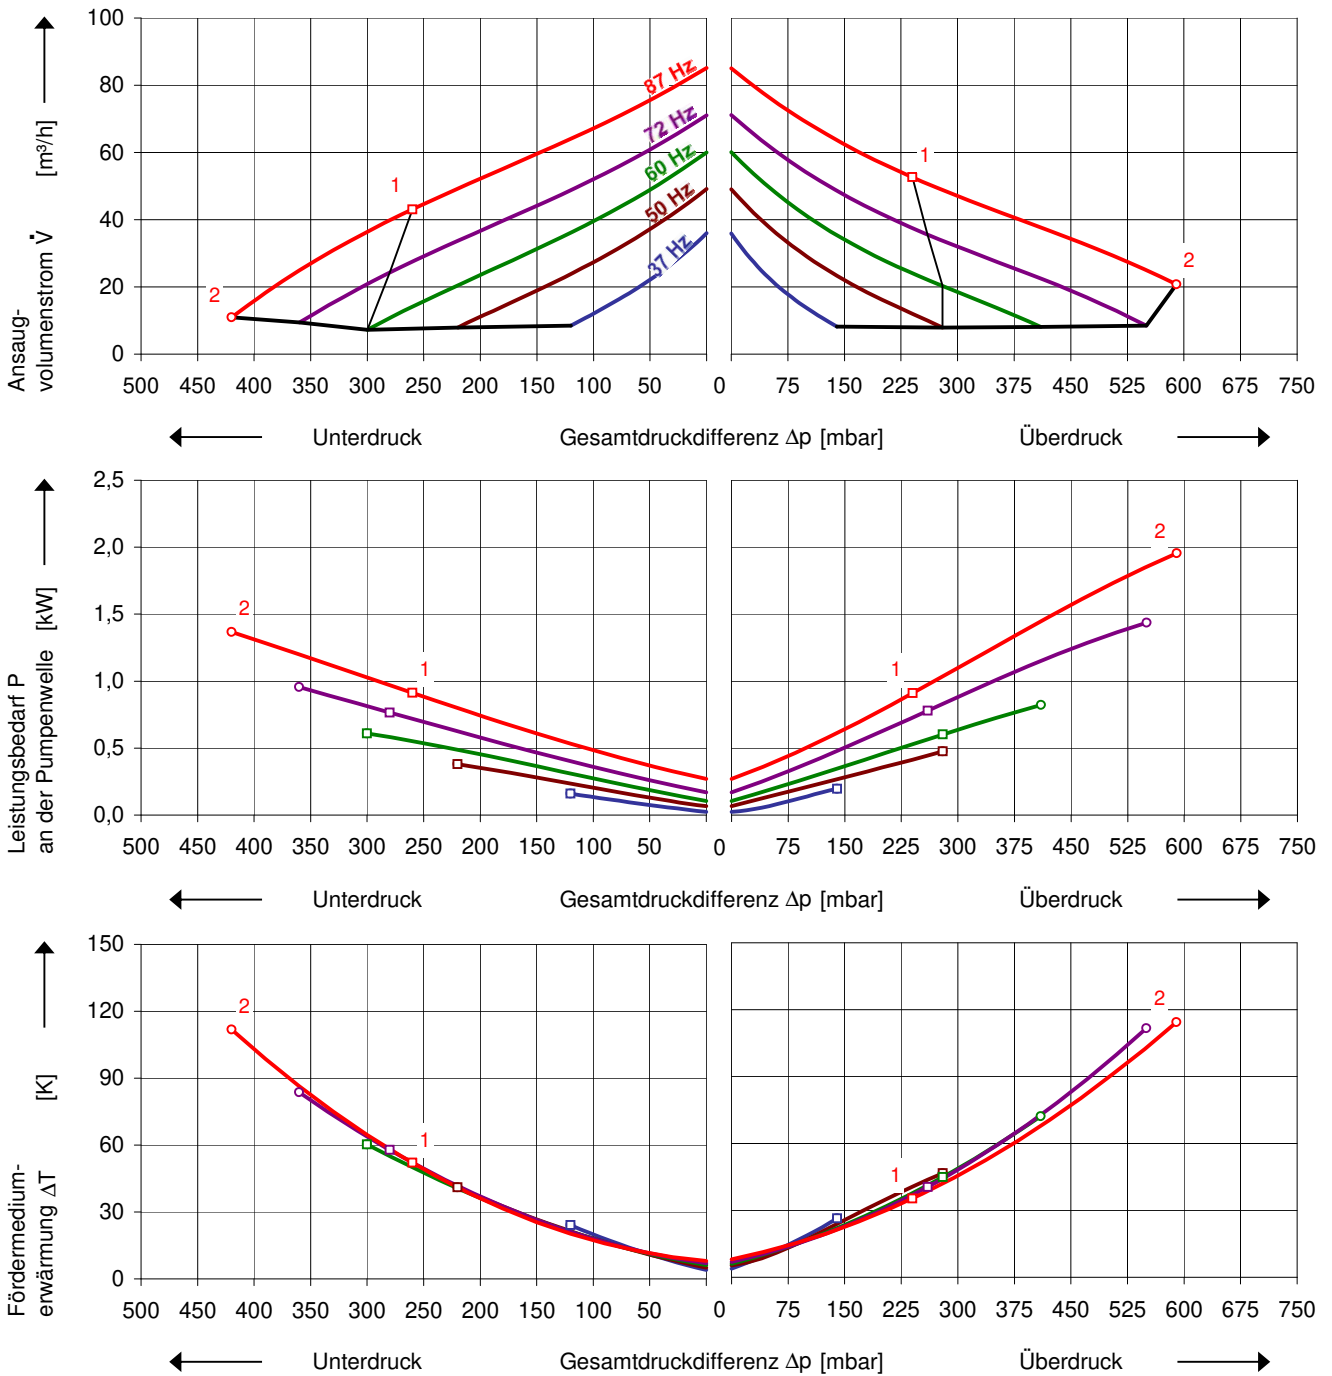 100
80
60
40
20
0
[m³/h]
Ansaug-
volumenstrom V̇
87 Hz
72 Hz
60 Hz
50 Hz
37 Hz
1
2
1
2
500 450 400 350 300 250 200 150 100 50 0 75 150 225 300 375 450 525 600 675 750
Unterdruck Gesamtdruckdifferenz Δp [mbar] Überdruck
2,5
2,0
1,5
1,0
0,5
0,0
[kW]
Leistungsbedarf P
an der Pumpenwelle
2
1
1
2
500 450 400 350 300 250 200 150 100 50 0 75 150 225 300 375 450 525 600 675 750
Unterdruck Gesamtdruckdifferenz Δp [mbar] Überdruck
150
120
90
60
30
0
[K]
Fördermedium-
erwärmung ΔT
2
1
1
2
500 450 400 350 300 250 200 150 100 50 0 75 150 225 300 375 450 525 600 675 750
Unterdruck Gesamtdruckdifferenz Δp [mbar] Überdruck